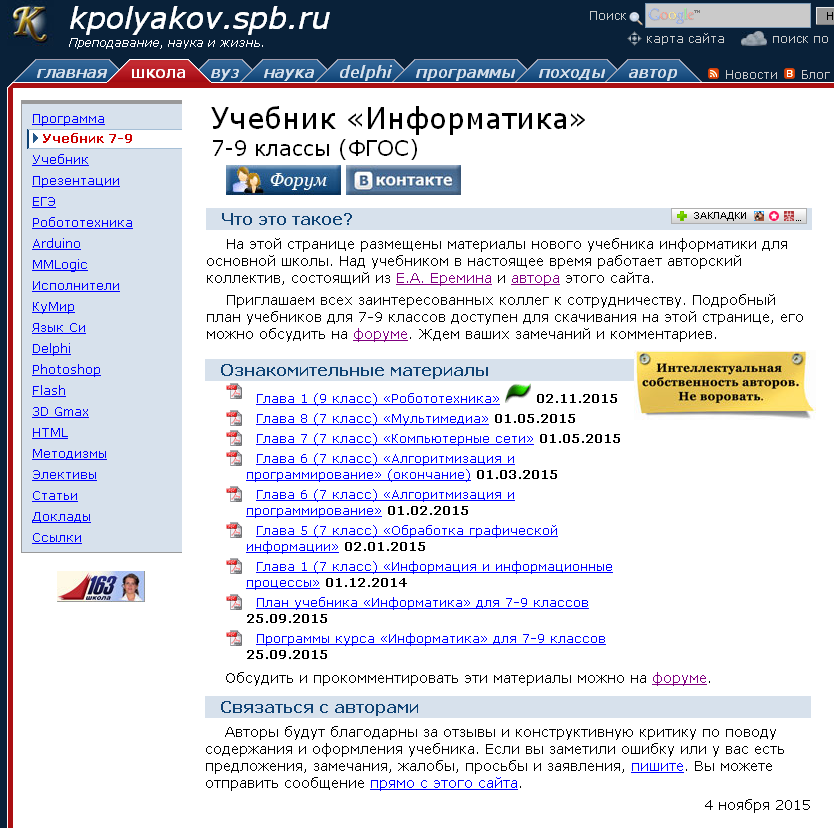 kpolyakov.spb.ru
Преподавание, наука и жизнь.
Поиск Google™ Н
карта сайта поиск по
главная школа вуз наука delphi программы походы автор Новости Блог
Программа
Учебник 7-9
Учебник
Презентации
ЕГЭ
Робототехника
Arduino
MMLogic
Исполнители
КуМир
Язык Си
Delphi
Photoshop
Flash
3D Gmax
HTML
Методизмы
Элективы
Статьи
Доклады
Ссылки
163
школа
Учебник «Информатика»
7-9 классы (ФГОС)
Форум В контакте
Что это такое? ЗАКЛАДКИ ...
На этой странице размещены материалы нового учебника информатики для
основной школы. Над учебником в настоящее время работает авторский
коллектив, состоящий из Е.А. Еремина и автора этого сайта.
Приглашаем всех заинтересованных коллег к сотрудничеству. Подробный
план учебников для 7-9 классов доступен для скачивания на этой странице, его
можно обсудить на форуме. Ждем ваших замечаний и комментариев.
Ознакомительные материалы
Интеллектуальная
собственность авторов.
Не воровать.
Глава 1 (9 класс) «Робототехника» 02.11.2015
Глава 8 (7 класс) «Мультимедиа» 01.05.2015
Глава 7 (7 класс) «Компьютерные сети» 01.05.2015
Глава 6 (7 класс) «Алгоритмизация и
программирование» (окончание) 01.03.2015
Глава 6 (7 класс) «Алгоритмизация и
программирование» 01.02.2015
Глава 5 (7 класс) «Обработка графической
информации» 02.01.2015
Глава 1 (7 класс) «Информация и информационные
процессы» 01.12.2014
План учебника «Информатика» для 7-9 классов
25.09.2015
Программы курса «Информатика» для 7-9 классов
25.09.2015
Обсудить и прокомментировать эти материалы можно на форуме.
Связаться с авторами
Авторы будут благодарны за отзывы и конструктивную критику по поводу
содержания и оформления учебника. Если вы заметили ошибку или у вас есть
предложения, замечания, жалобы, просьбы и заявления, пишите. Вы можете
отправить сообщение прямо с этого сайта.
4 ноября 2015